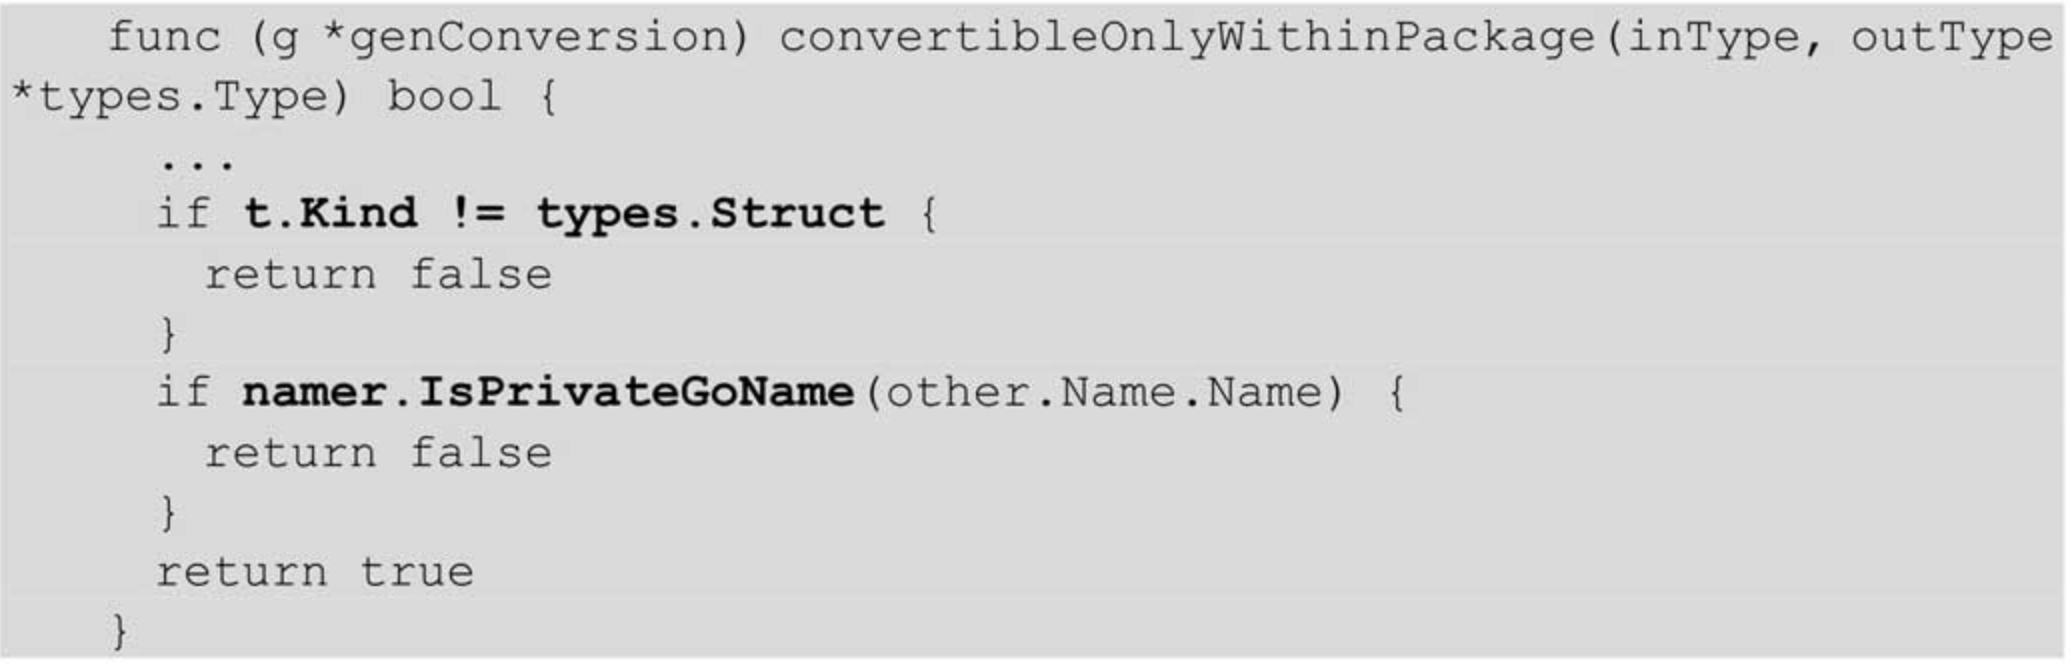 func (g *genConversion) convertibleOnlyWithinPackage(inType, outType
*types.Type) bool {
...
if t.Kind != types.Struct {
return false
}
if namer.IsPrivateGoName(other.Name.Name) {
return false
}
return true
}